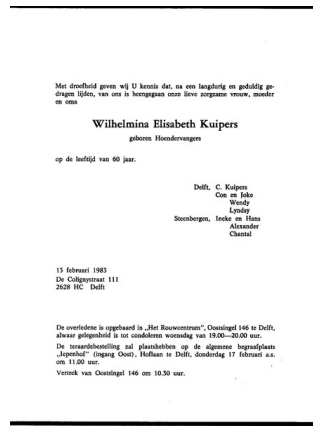 Met droefheid geven wij U kennis dat, na een langdurig en geduldig ge-
dragen lijden, van ons is heengegaan onze lieve zorgzame vrouw, moeder
en oma
Wilhelmina Elisabeth Kuipers
geboren Hoendervangers
op de leeftijd van 60 jaar.
Delft, C. Kuipers
Con en Joke
Wendy
Lyndsy
Steenbergen, Ineke en Hans
Alexander
Chantal
13 februari 1983
De Colignystraat 111
2628 HC Delft
De overledene is opgebaard in „Het Rouwcentrum", Oostsingel 146 te Delft,
alwaar gelegenheid is tot condoleren woensdag van 19.00—20.00 uur.
De teraardebestelling zal plaatshebben op de algemene begraafplaats
„Iepenhof" (ingang Oost), Hoflaan te Delft, donderdag 17 februari a.s.
om 11.00 uur.
Vertrek van Oostsingel 146 om 10.30 uur.